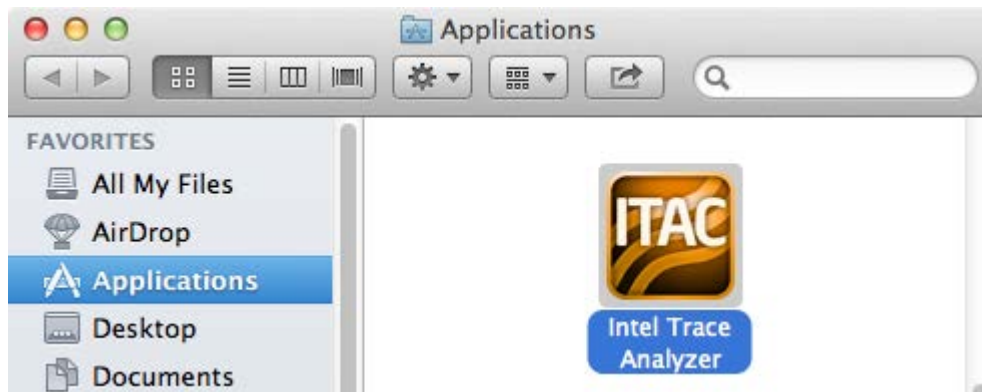 Applications
FAVORITES
All My Files
AirDrop
Applications
Desktop
Documents
ITAC
Intel Trace
Analyzer